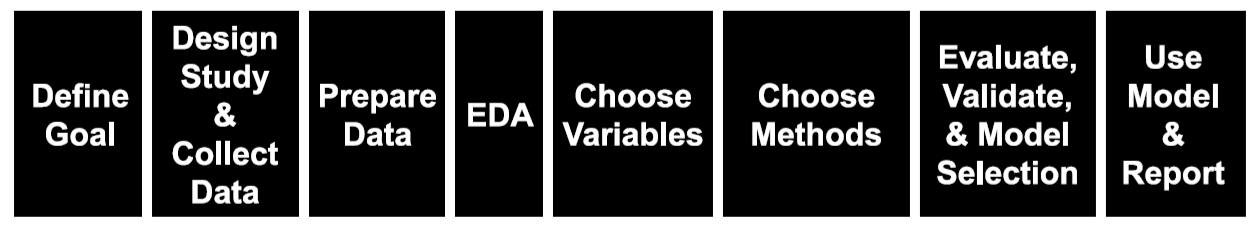 Define
Goal
Design
Study
&
Collect
Data
Prepare
Data
EDA
Choose
Variables
Choose
Methods
Evaluate,
Validate,
& Model
Selection
Use
Model
&
Report